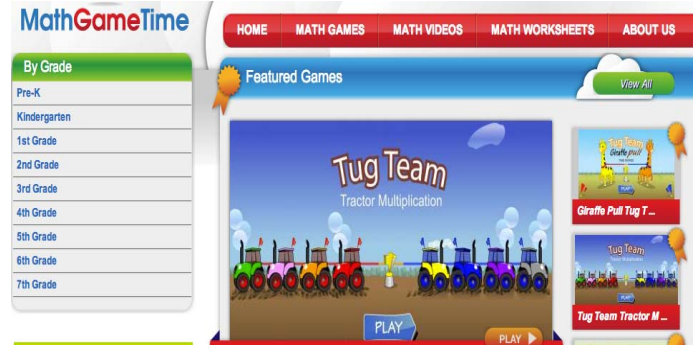 MathGameTime
HOME MATH GAMES MATH VIDEOS MATH WORKSHEETS ABOUT US
By Grade
Pre-K
Kindergarten
1st Grade
2nd Grade
3rd Grade
4th Grade
5th Grade
6th Grade
7th Grade
Featured Games
View All
Tug Team
Tractor Multiplication
PLAY
PLAY
Tug Team
Giraffe Pull
PLAY
Giraffe Pull Tug T ...
Tug Team
Tractor Multiplication
PLAY
Tug Team Tractor M ...